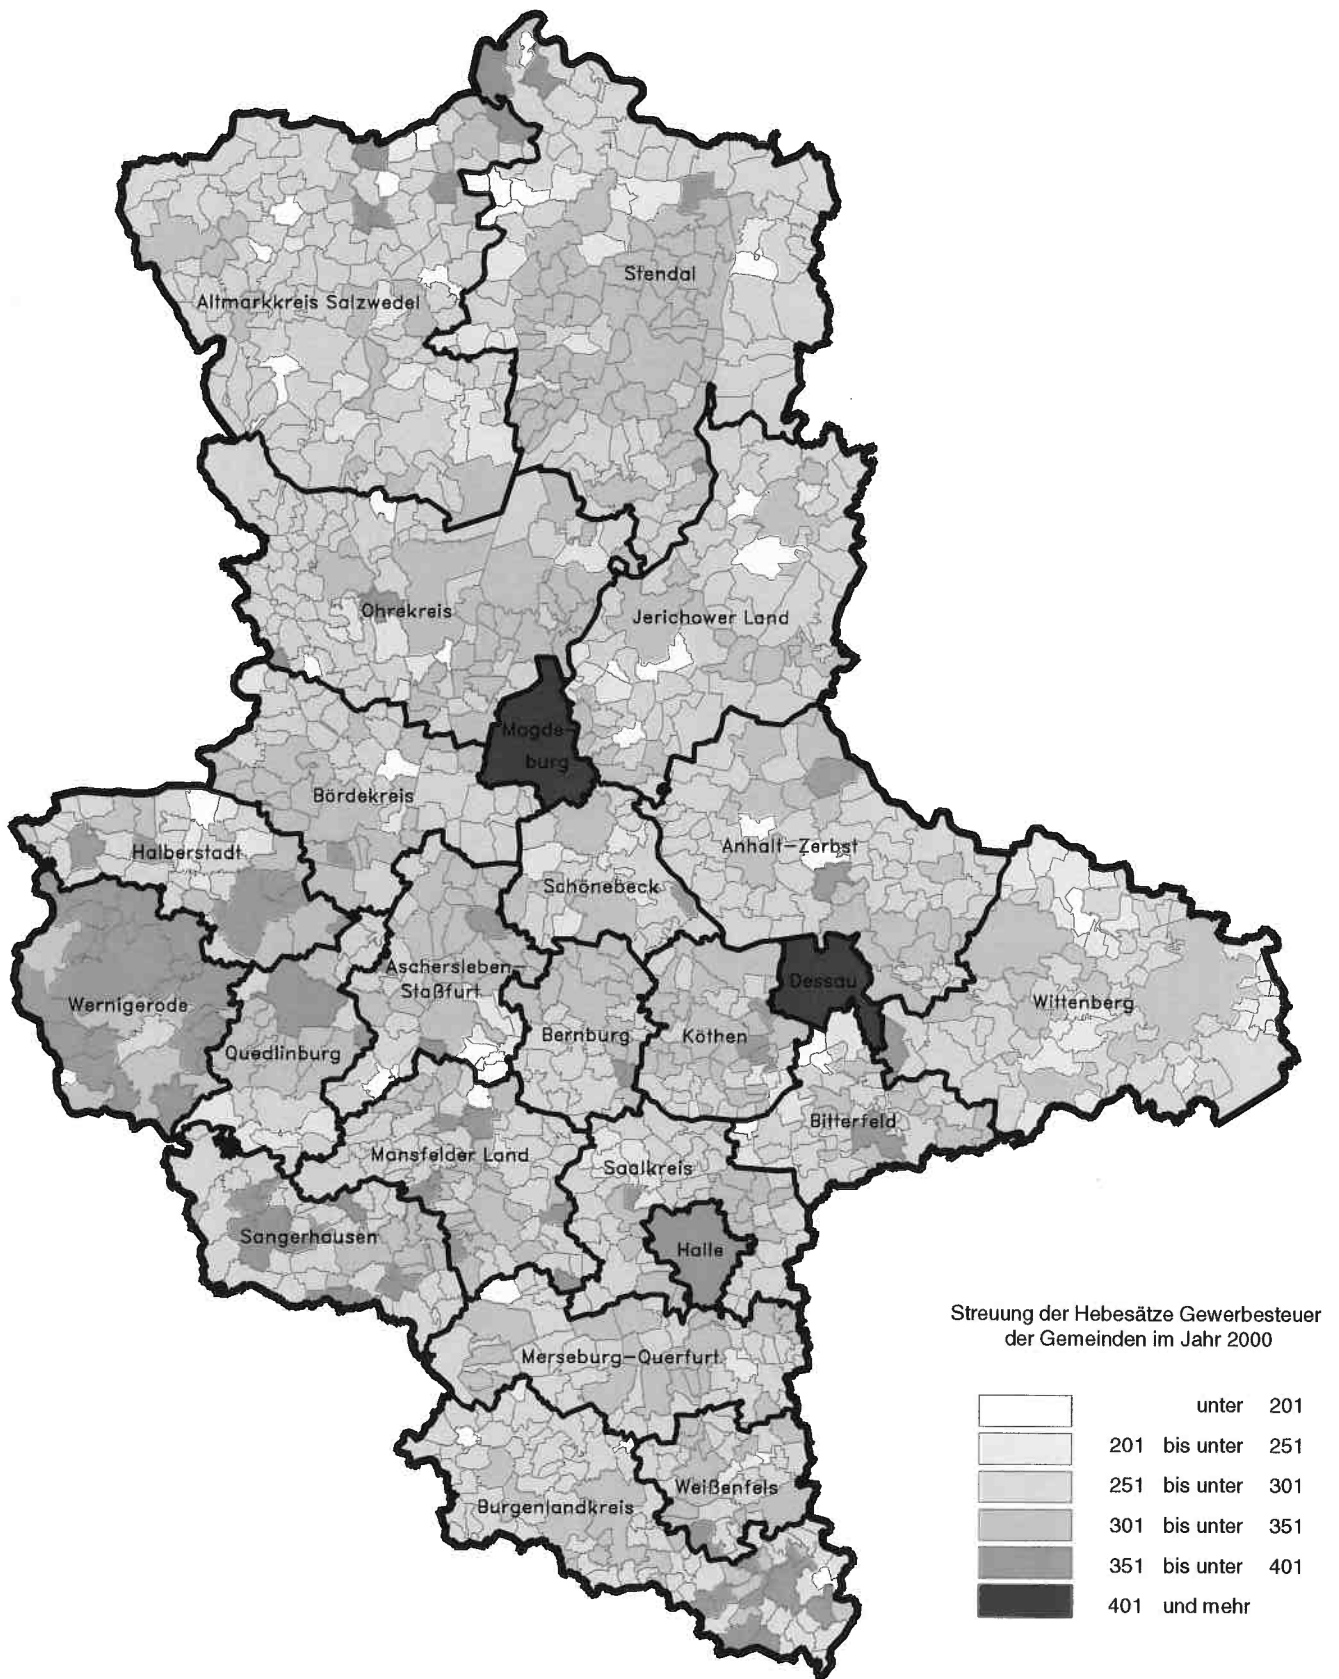 Stendal
Altmarkkreis Salzwedel
Ohrekreis
Jerichower Land
Magde-
burg
Bördekreis
Halberstadt
Anhalt-Zerbst
Schönebeck
Aschersleben-
Staßfurt
Dessau
Wernigerode
Wittenberg
Quedlinburg
Bernburg
Köthen
Bitterfeld
Mansfelder Land
Saalkreis
Sangerhausen
Halle
Merseburg-Querfurt
Weißenfels
Burgenlandkreis
Streuung der Hebesätze Gewerbesteuer
der Gemeinden im Jahr 2000
unter 201
201 bis unter 251
251 bis unter 301
301 bis unter 351
351 bis unter 401
401 und mehr